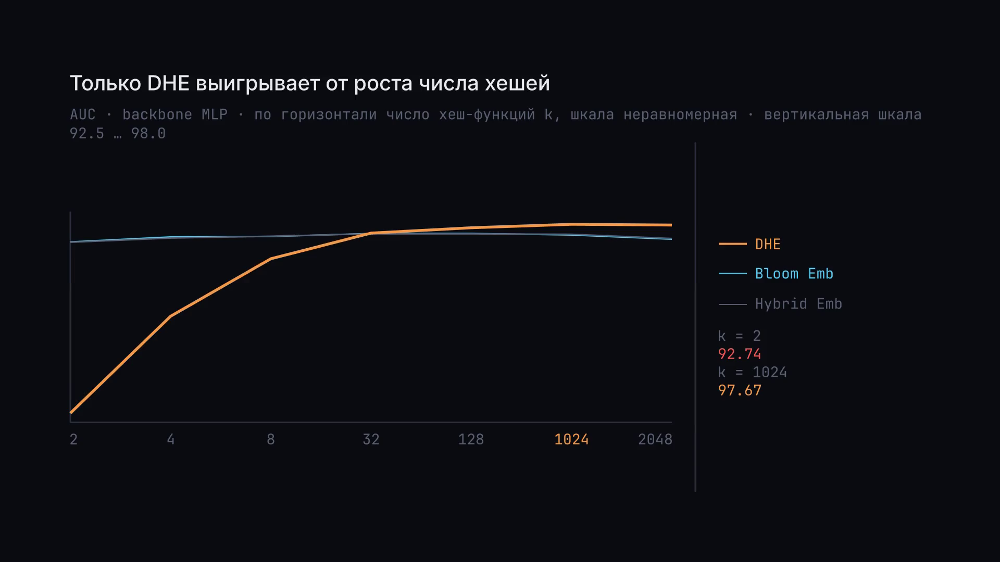 Только DHE выигрывает от роста числа хешей
AUC · backbone MLP · по горизонтали число хеш-функций k, шкала неравномерная · вертикальная шкала
92.5 … 98.0
DHE
Bloom Emb
Hybrid Emb
k = 2
92.74
k = 1024
97.67
2 4 8 32 128 1024 2048